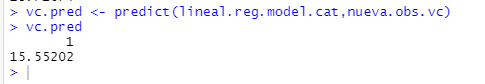 > vc.pred <- predict(lineal.reg.model.cat,nueva.obs.vc)
> vc.pred
1
15.55202
>